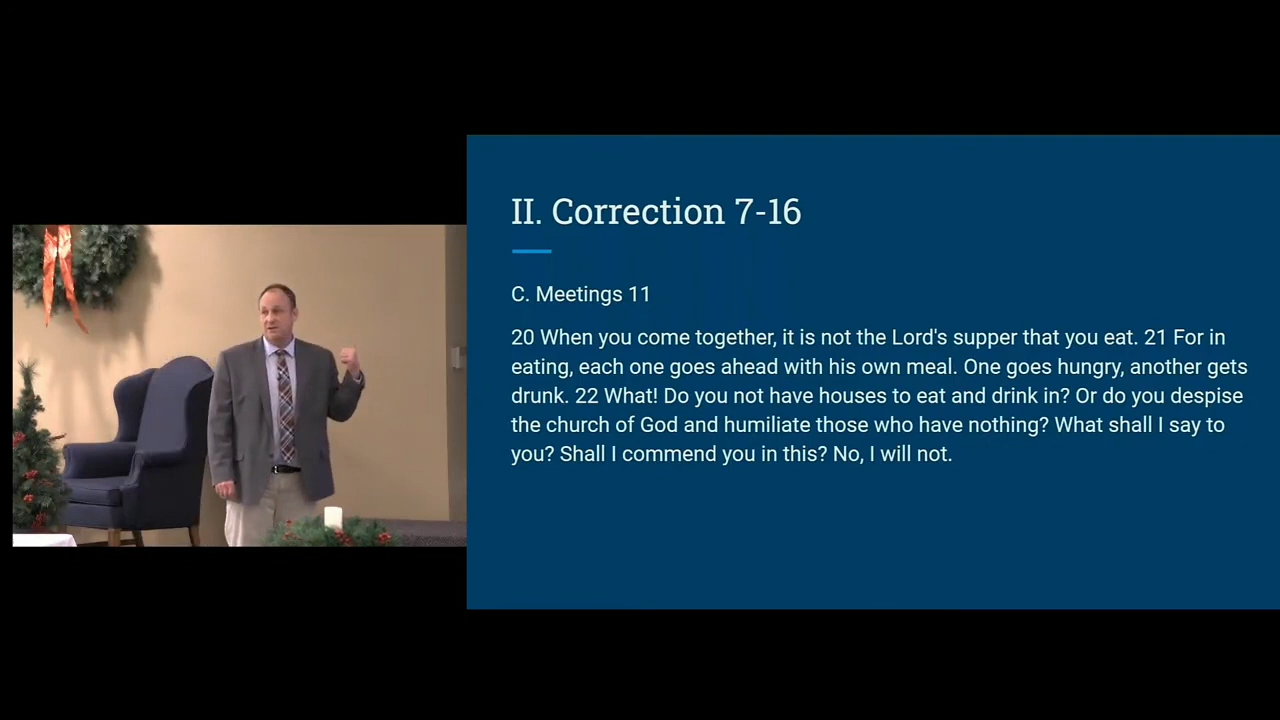 II. Correction 7-16
C. Meetings 11
20 When you come together, it is not the Lord's supper that you eat. 21 For in
eating, each one goes ahead with his own meal. One goes hungry, another gets
drunk. 22 What! Do you not have houses to eat and drink in? Or do you despise
the church of God and humiliate those who have nothing? What shall I say to
you? Shall I commend you in this? No, I will not.